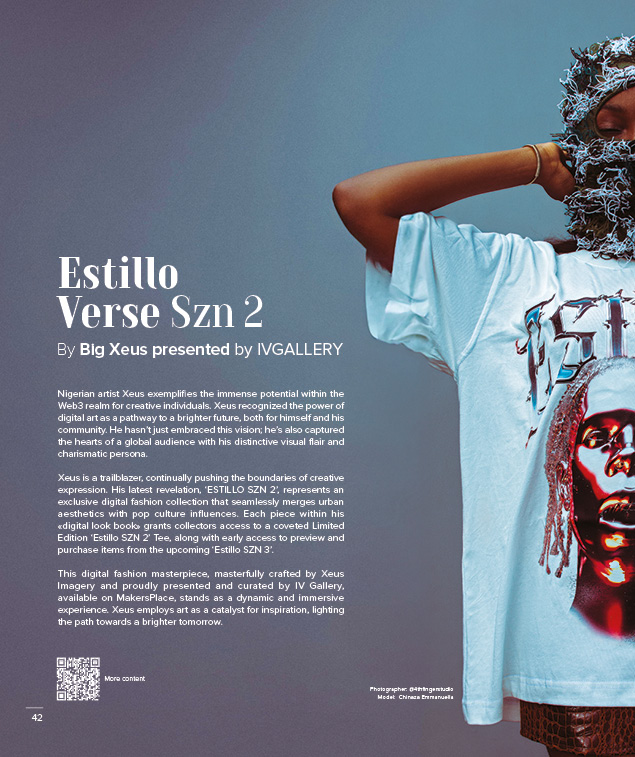 Estillo
Verse Szn 2
By Big Xeus presented by IVGALLERY
Nigerian artist Xeus exemplifies the immense potential within the
Web3 realm for creative individuals. Xeus recognized the power of
digital art as a pathway to a brighter future, both for himself and his
community. He hasn't just embraced this vision; he's also captured
the hearts of a global audience with his distinctive visual flair and
charismatic persona.
Xeus is a trailblazer, continually pushing the boundaries of creative
expression. His latest revelation, 'ESTILLO SZN 2', represents an
exclusive digital fashion collection that seamlessly merges urban
aesthetics with pop culture influences. Each piece within his
«digital look book» grants collectors access to a coveted Limited
Edition 'Estillo SZN 2' Tee, along with early access to preview and
purchase items from the upcoming 'Estillo SZN 3'.
This digital fashion masterpiece, masterfully crafted by Xeus
Imagery and proudly presented and curated by IV Gallery,
available on MakersPlace, stands as a dynamic and immersive
experience. Xeus employs art as a catalyst for inspiration, lighting
the path towards a brighter tomorrow.
More content
Photographer: @4thfingerstudio
Model: Chineza Emmanuella
42